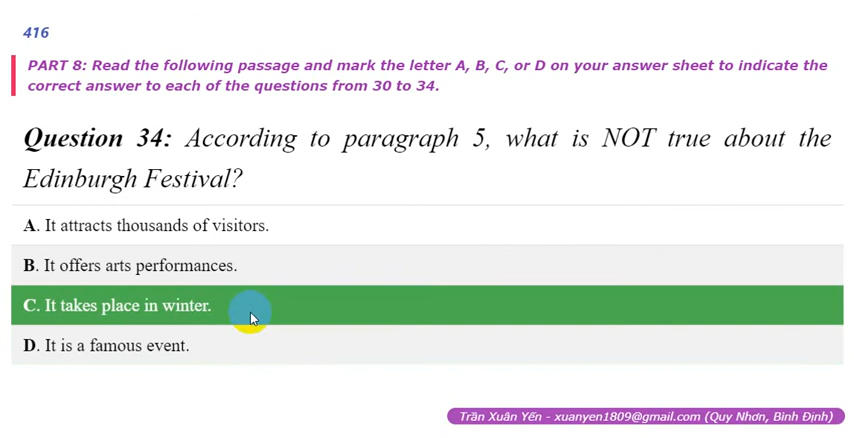 416
PART 8: Read the following passage and mark the letter A, B, C, or D on your answer sheet to indicate the
correct answer to each of the questions from 30 to 34.
Question 34: According to paragraph 5, what is NOT true about the
Edinburgh Festival?
A. It attracts thousands of visitors.
B. It offers arts performances.
C. It takes place in winter.
D. It is a famous event.
Trần Xuân Yến - xuanyen1809@gmail.com (Quy Nhơn, Bình Định)